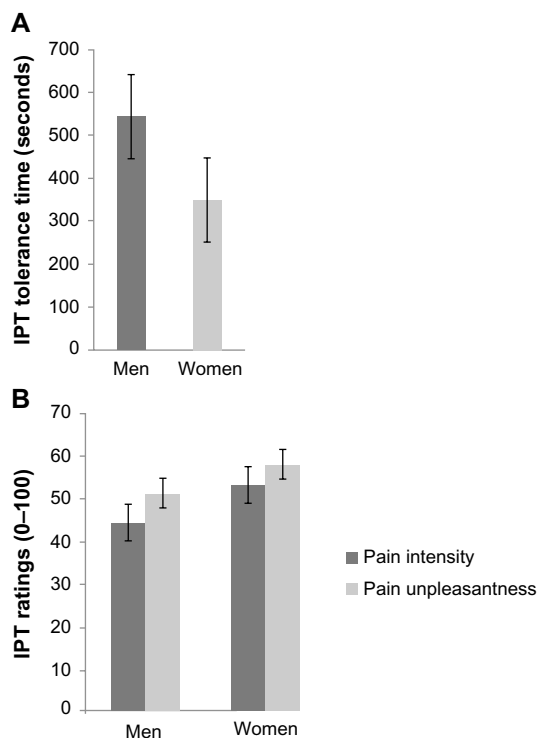 A
IPT tolerance time (seconds)
700
600
500
400
300
200
100
0
Men Women
B
IPT ratings (0–100)
70
60
50
40
30
20
10
0
Men Women
Pain intensity
Pain unpleasantness